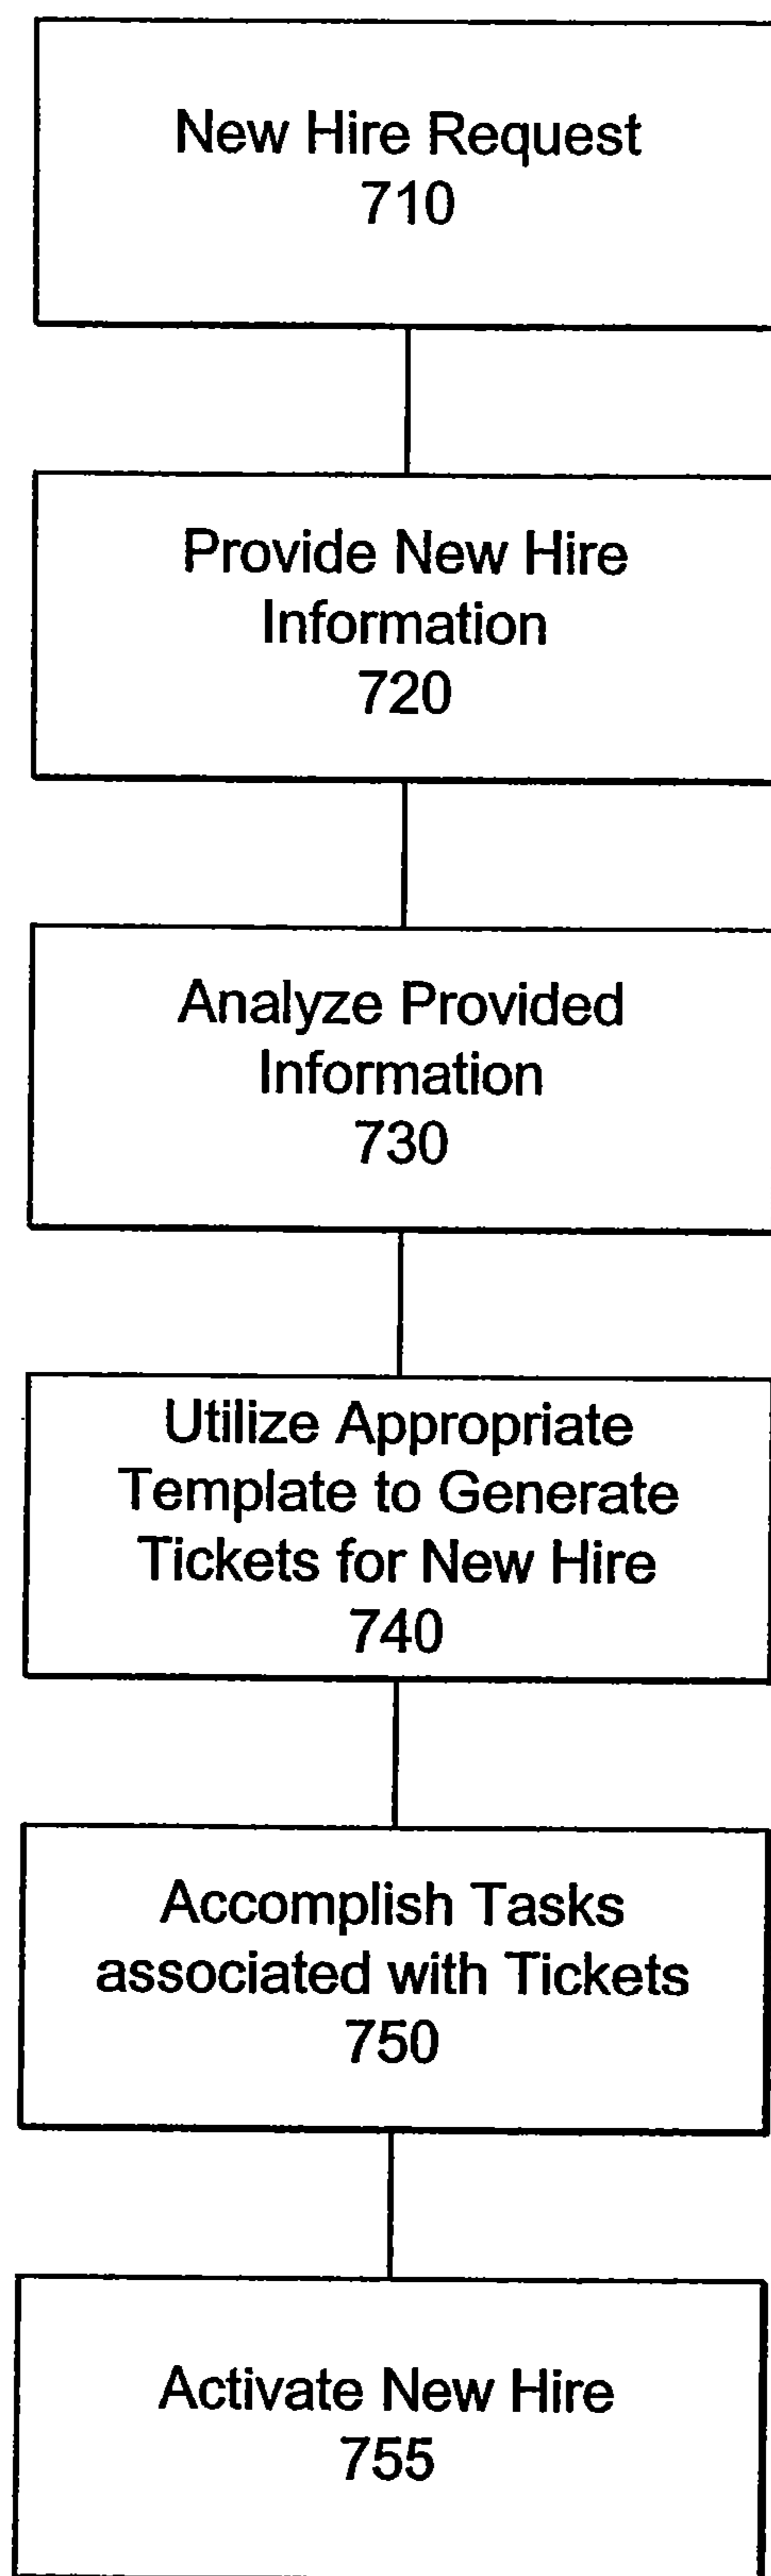 New Hire Request
710
Provide New Hire
Information
720
Analyze Provided
Information
730
Utilize Appropriate
Template to Generate
Tickets for New Hire
740
Accomplish Tasks
associated with Tickets
750
Activate New Hire
755